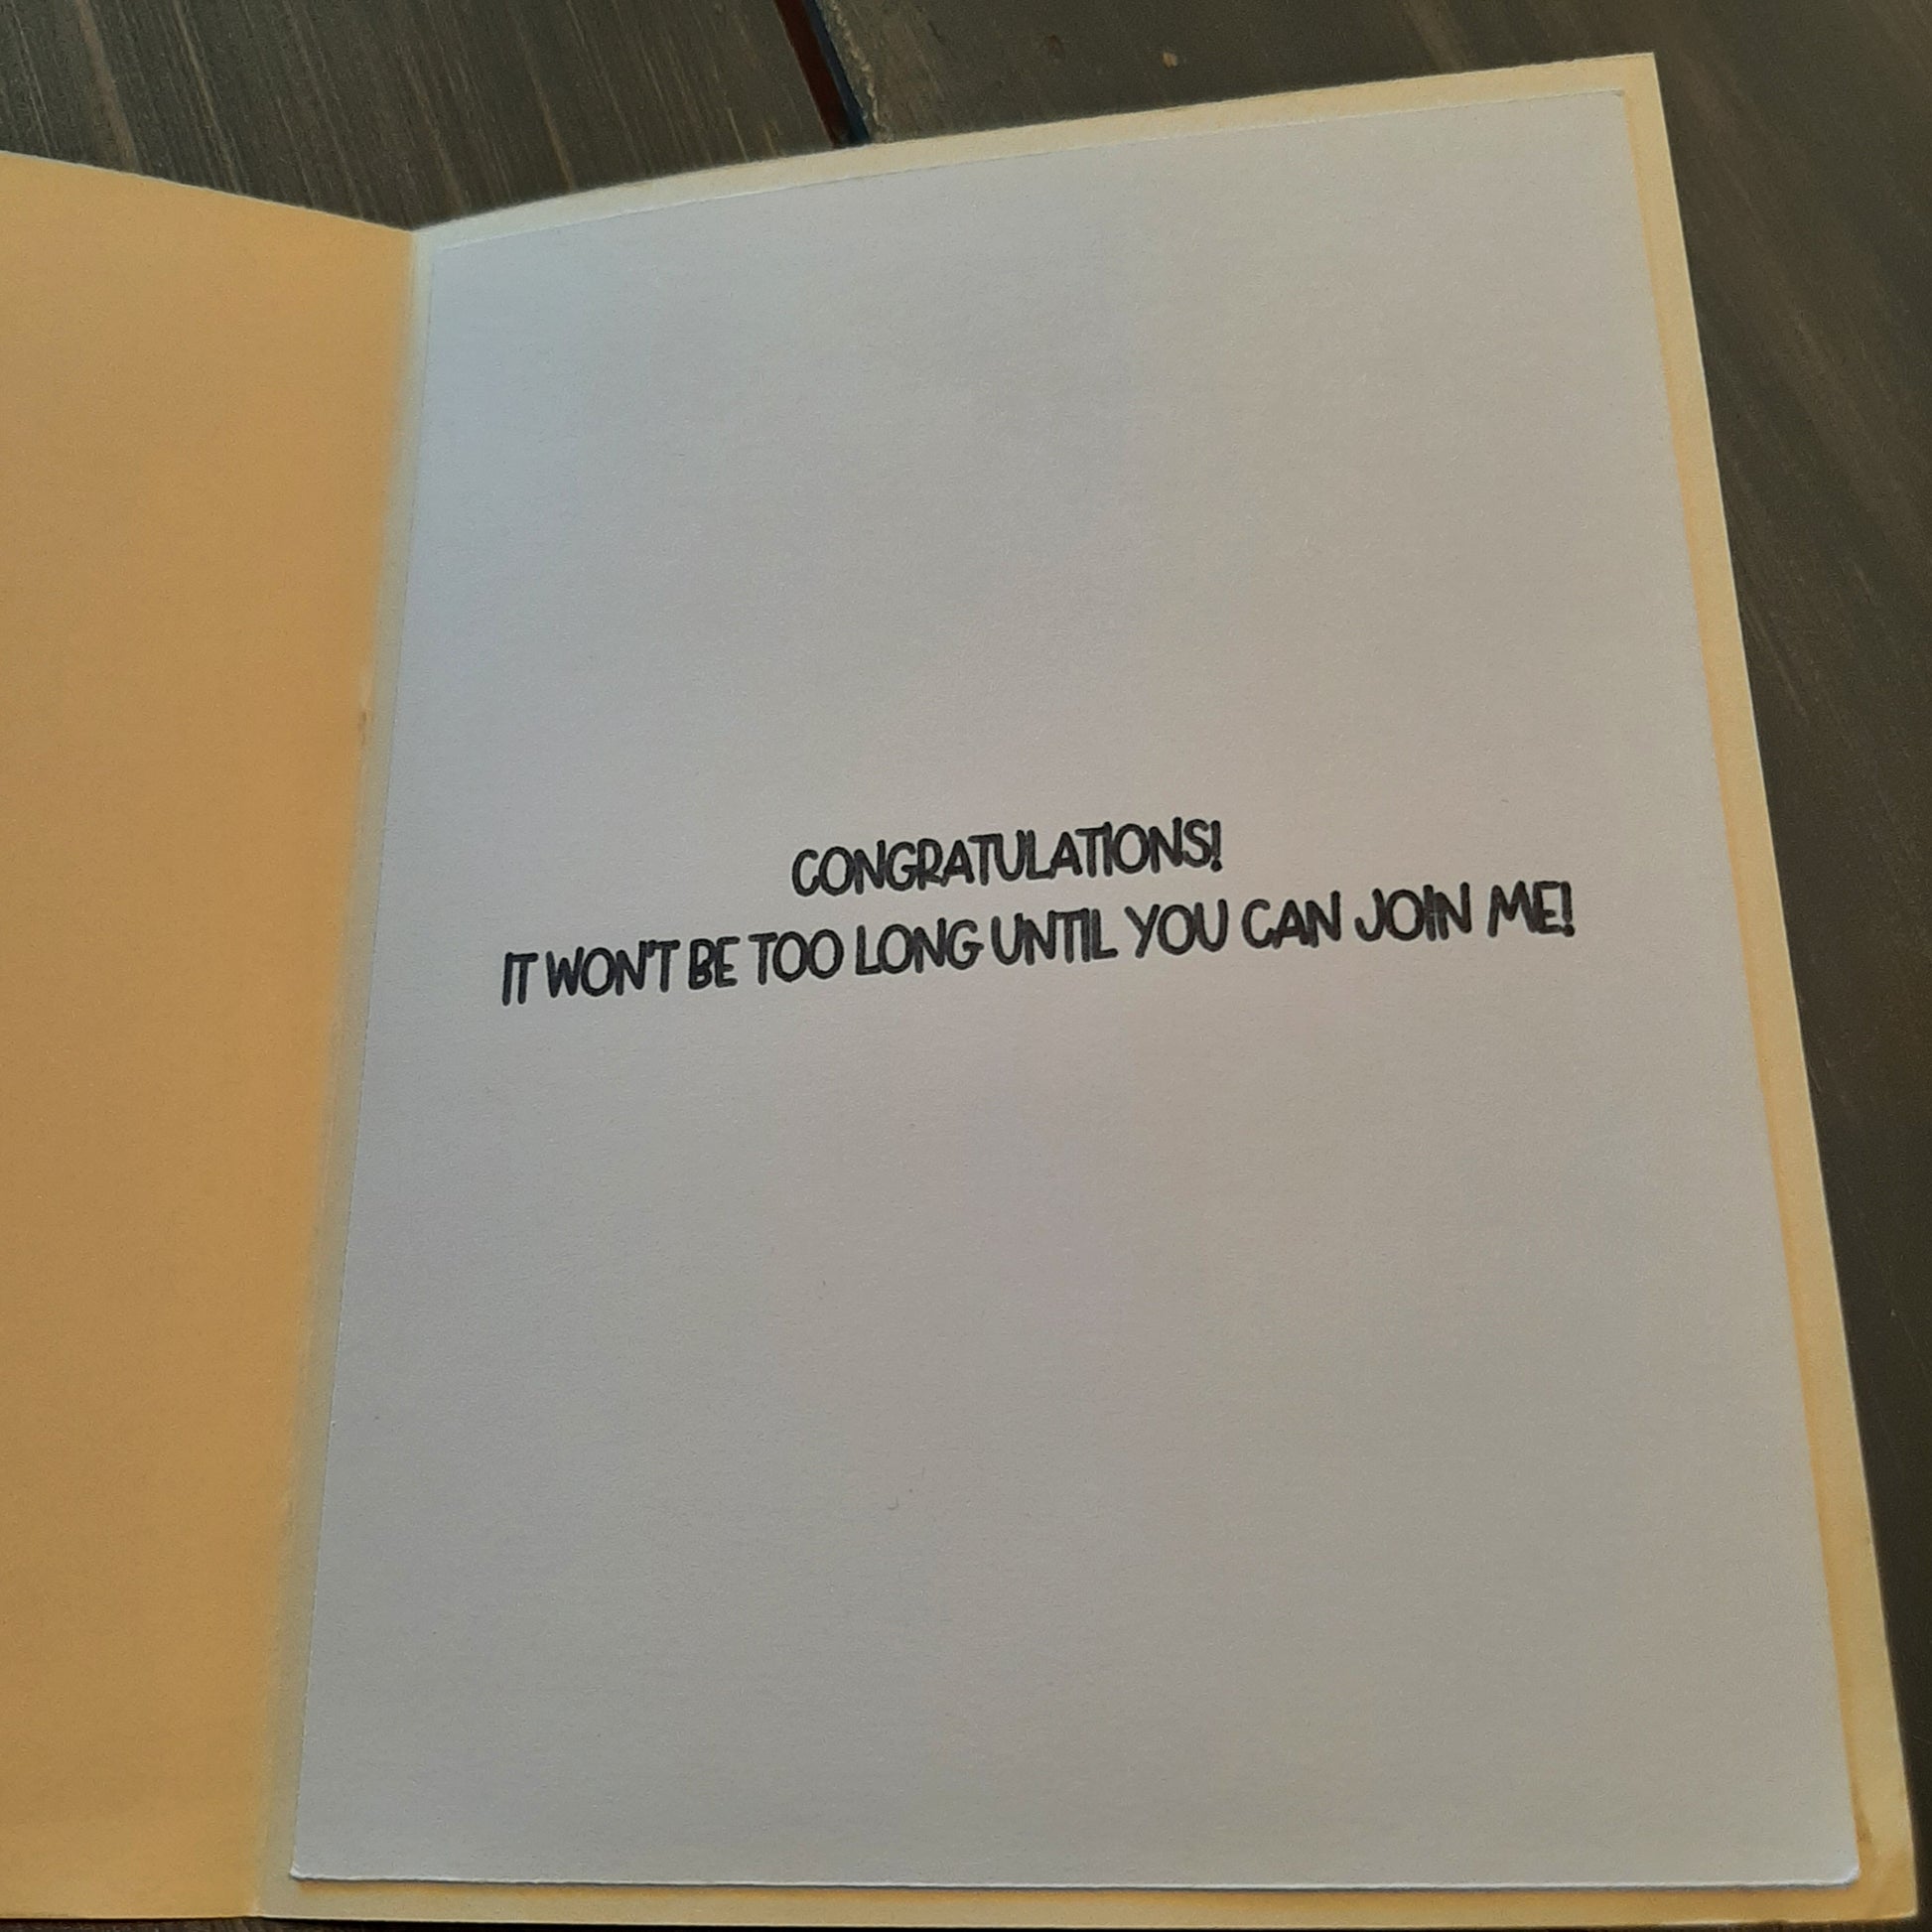 CONGRATULATIONS!
IT WON'T BE TOO LONG UNTIL YOU CAN JOIN ME!